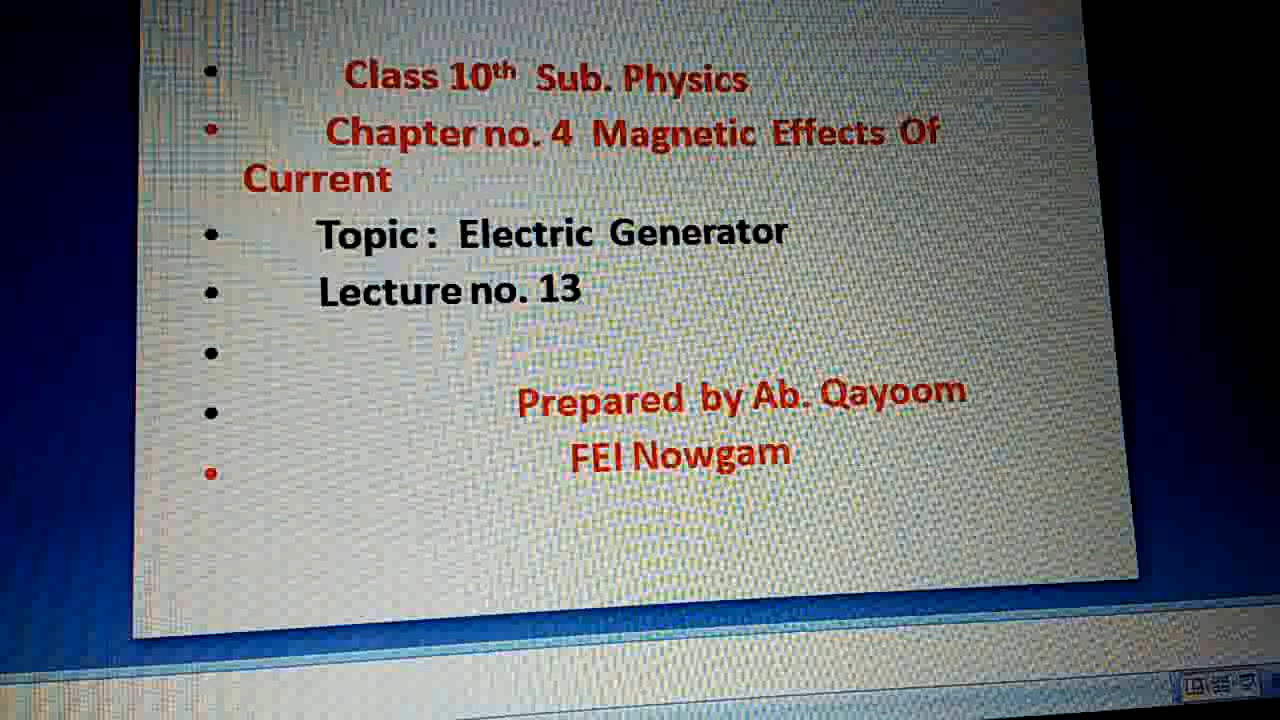 Class 10th Sub. Physics
Chapter no. 4 Magnetic Effects Of
Current
Topic : Electric Generator
Lecture no. 13
Prepared by Ab. Qayoom
FEI Nowgam